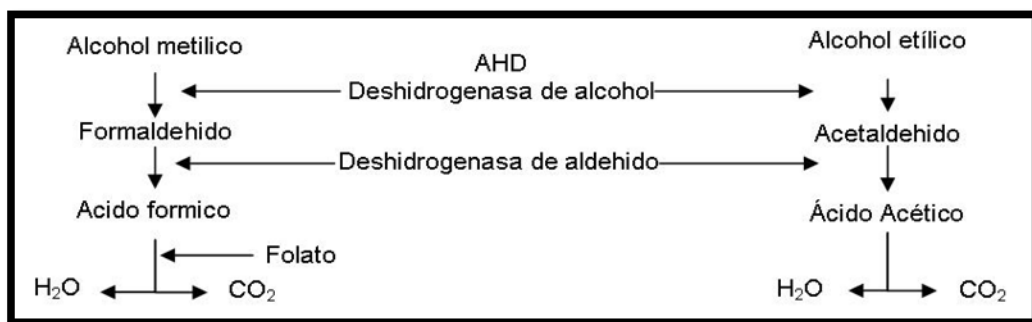 Alcohol metilico
Alcohol etílico
AHD
Deshidrogenasa de alcohol
Formaldehido
Acetaldehido
Deshidrogenasa de aldehido
Acido formico
Ácido Acético
Folato
H₂O CO₂
H₂O CO₂